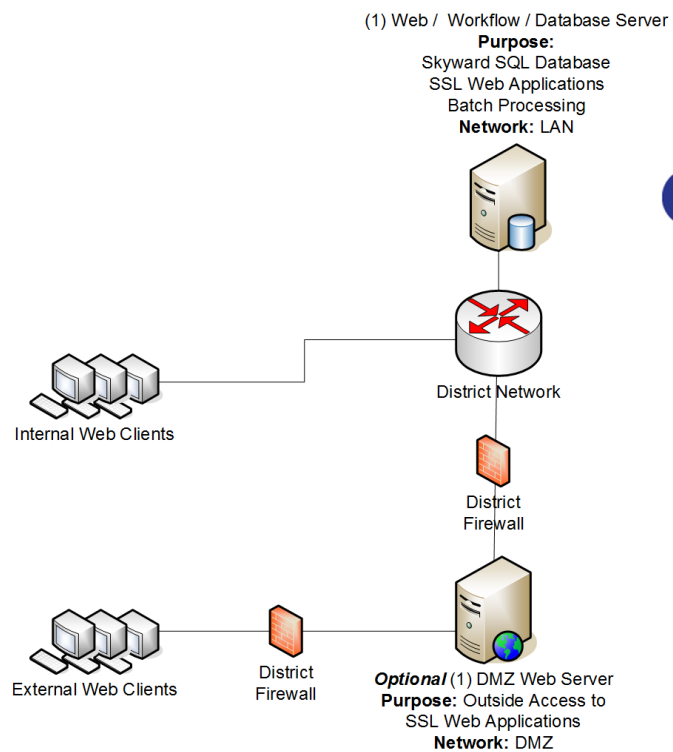 (1) Web / Workflow / Database Server
Purpose:
Skyward SQL Database
SSL Web Applications
Batch Processing
Network: LAN
District Network
Internal Web Clients
District
Firewall
External Web Clients
District
Firewall
Optional (1) DMZ Web Server
Purpose: Outside Access to
SSL Web Applications
Network: DMZ